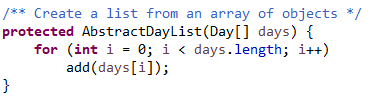 /** Create a list from an array of objects */
protected AbstractDayList(Day[] days) {
    for (int i = 0; i < days.length; i++)
        add(days[i]);
}